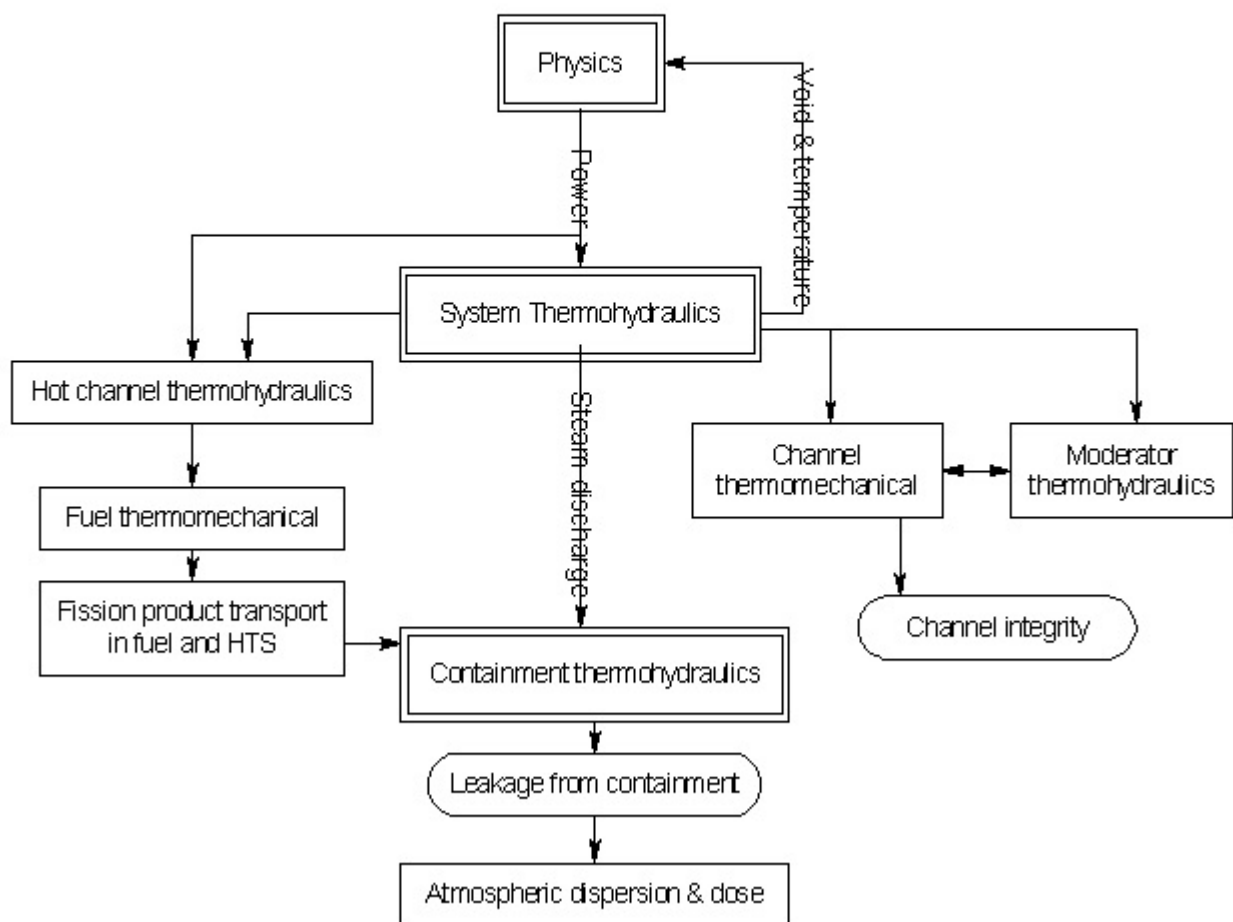 Physics
Power
Void & temperature
System Thermohydraulics
Hot channel thermohydraulics
Steam discharge
Channel
thermomechanical
Moderator
thermohydraulics
Fuel thermomechanical
Fission product transport
in fuel and HTS
Channel integrity
Containment thermohydraulics
Leakage from containment
Atmospheric dispersion & dose